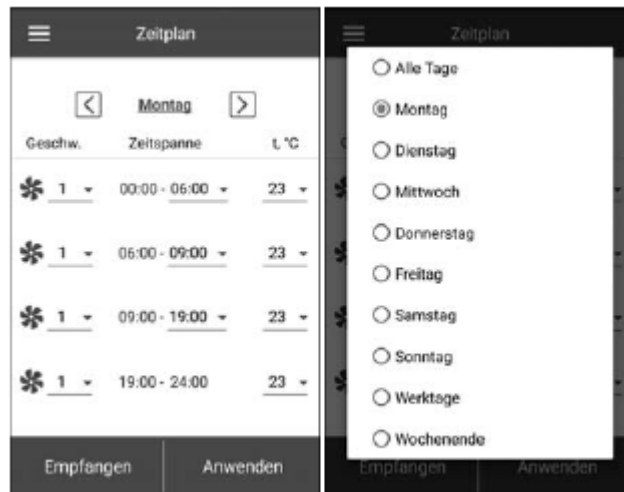 Zeitplan
< Montag >
Geschw. Zeitspanne t, °C
1 00:00 - 06:00 23
1 06:00 - 09:00 23
1 09:00 - 19:00 23
1 19:00 - 24:00 23
Empfangen Anwenden
Zeitplan
Alle Tage
Montag
Dienstag
Mittwoch
Donnerstag
Freitag
Samstag
Sonntag
Werktage
Wochenende
Empfangen Anwenden